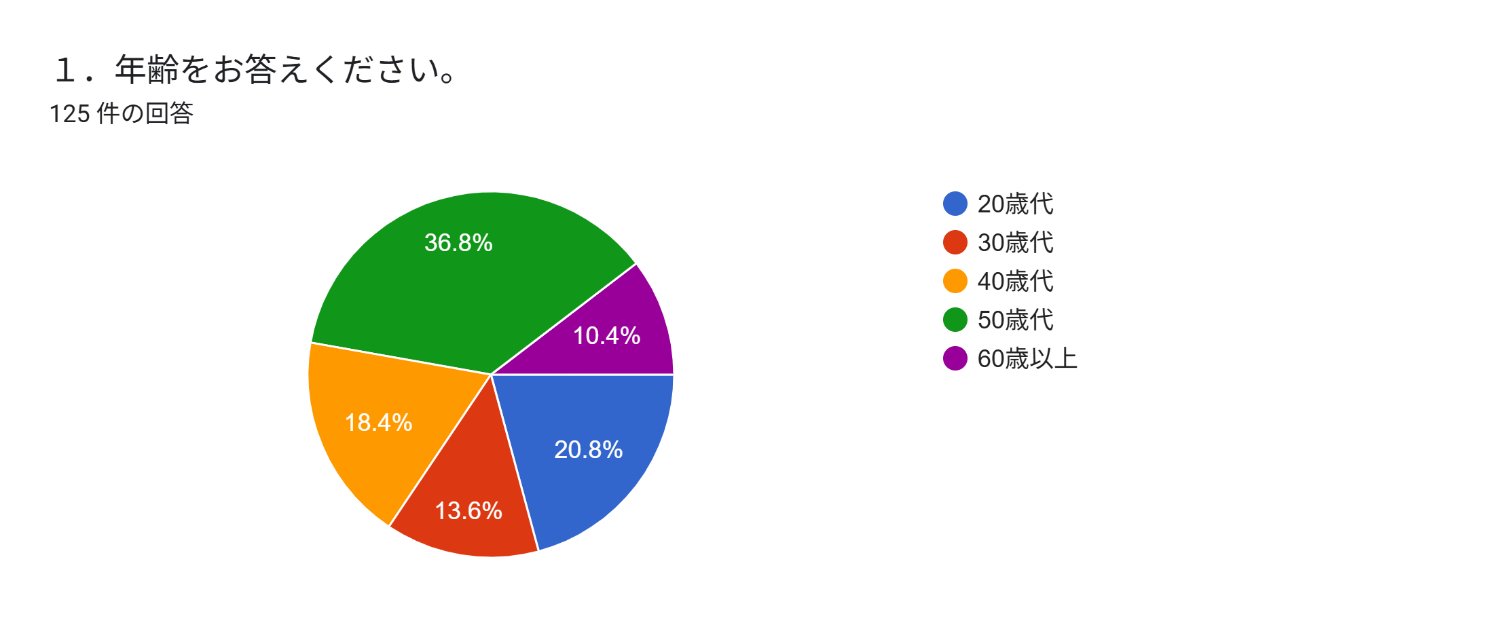 １．年齢をお答えください。
125 件の回答
36.8%
10.4%
18.4%
20.8%
13.6%
20歳代
30歳代
40歳代
50歳代
60歳以上